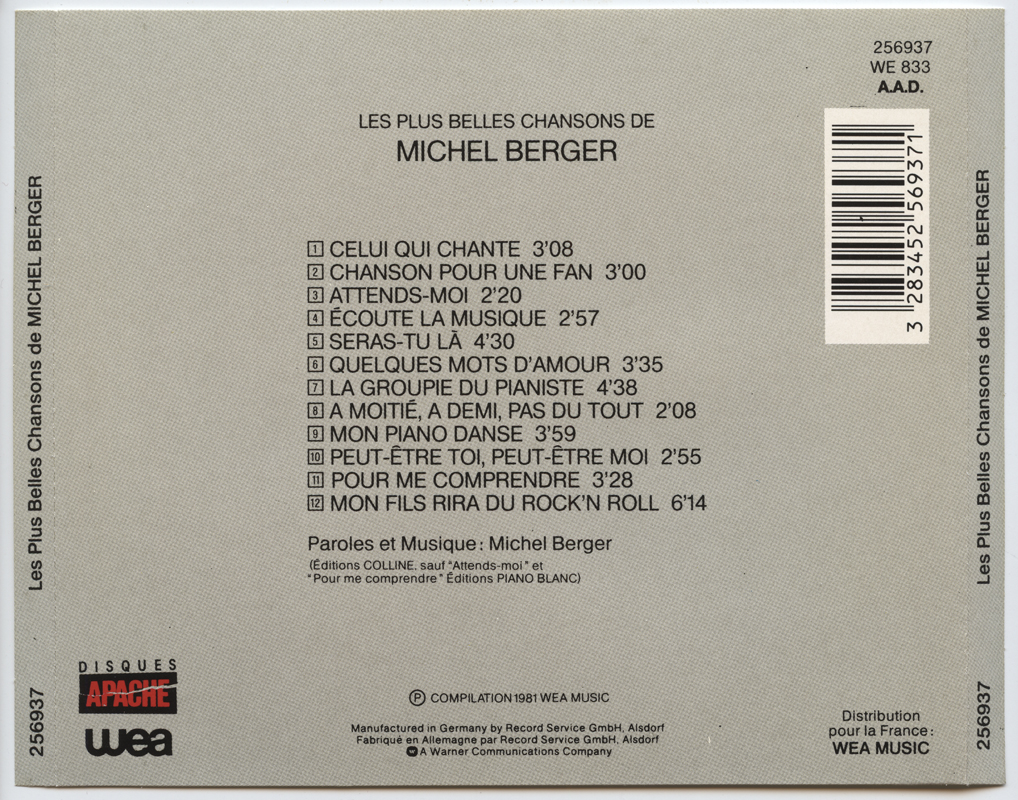 256937
WE 833
A.A.D.
LES PLUS BELLES CHANSONS DE
MICHEL BERGER
3 283452 569371
1 CELUI QUI CHANTE 3'08
2 CHANSON POUR UNE FAN 3'00
3 ATTENDS-MOI 2'20
4 ÉCOUTE LA MUSIQUE 2'57
5 SERAS-TU LÀ 4'30
6 QUELQUES MOTS D'AMOUR 3'35
7 LA GROUPIE DU PIANISTE 4'38
8 A MOITIÉ, A DEMI, PAS DU TOUT 2'08
9 MON PIANO DANSE 3'59
10 PEUT-ÊTRE TOI, PEUT-ÊTRE MOI 2'55
11 POUR ME COMPRENDRE 3'28
12 MON FILS RIRA DU ROCK'N ROLL 6'14
Paroles et Musique: Michel Berger
(Éditions COLLINE. sauf "Attends-moi" et
"Pour me comprendre" Éditions PIANO BLANC)
DISQUES
APACHE
wea
Ⓟ COMPILATION 1981 WEA MUSIC
Manufactured in Germany by Record Service GmbH, Alsdorf
Fabriqué en Allemagne par Record Service GmbH, Alsdorf
A Warner Communications Company
Distribution
pour la France:
WEA MUSIC
Les Plus Belles Chansons de MICHEL BERGER
256937
Les Plus Belles Chansons de MICHEL BERGER
256937